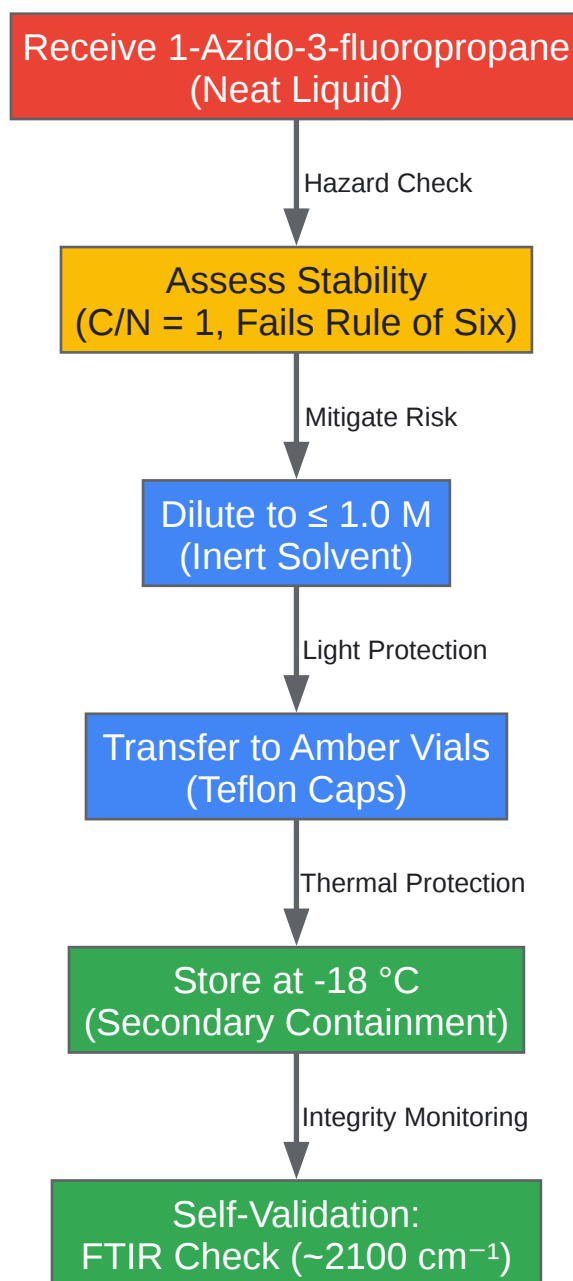 Receive 1-Azido-3-fluoropropane
(Neat Liquid)
Hazard Check
Assess Stability
(C/N = 1, Fails Rule of Six)
Mitigate Risk
Dilute to ≤ 1.0 M
(Inert Solvent)
Light Protection
Transfer to Amber Vials
(Teflon Caps)
Thermal Protection
Store at -18 °C
(Secondary Containment)
Integrity Monitoring
Self-Validation:
FTIR Check (~2100 cm⁻¹)